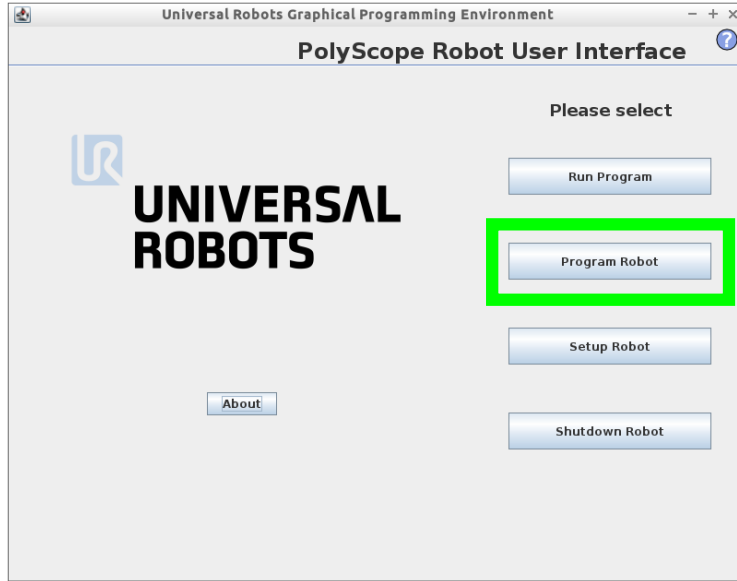 Universal Robots Graphical Programming Environment
PolyScope Robot User Interface
?
Please select
UR
UNIVERSAL
ROBOTS
Run Program
Program Robot
Setup Robot
About
Shutdown Robot